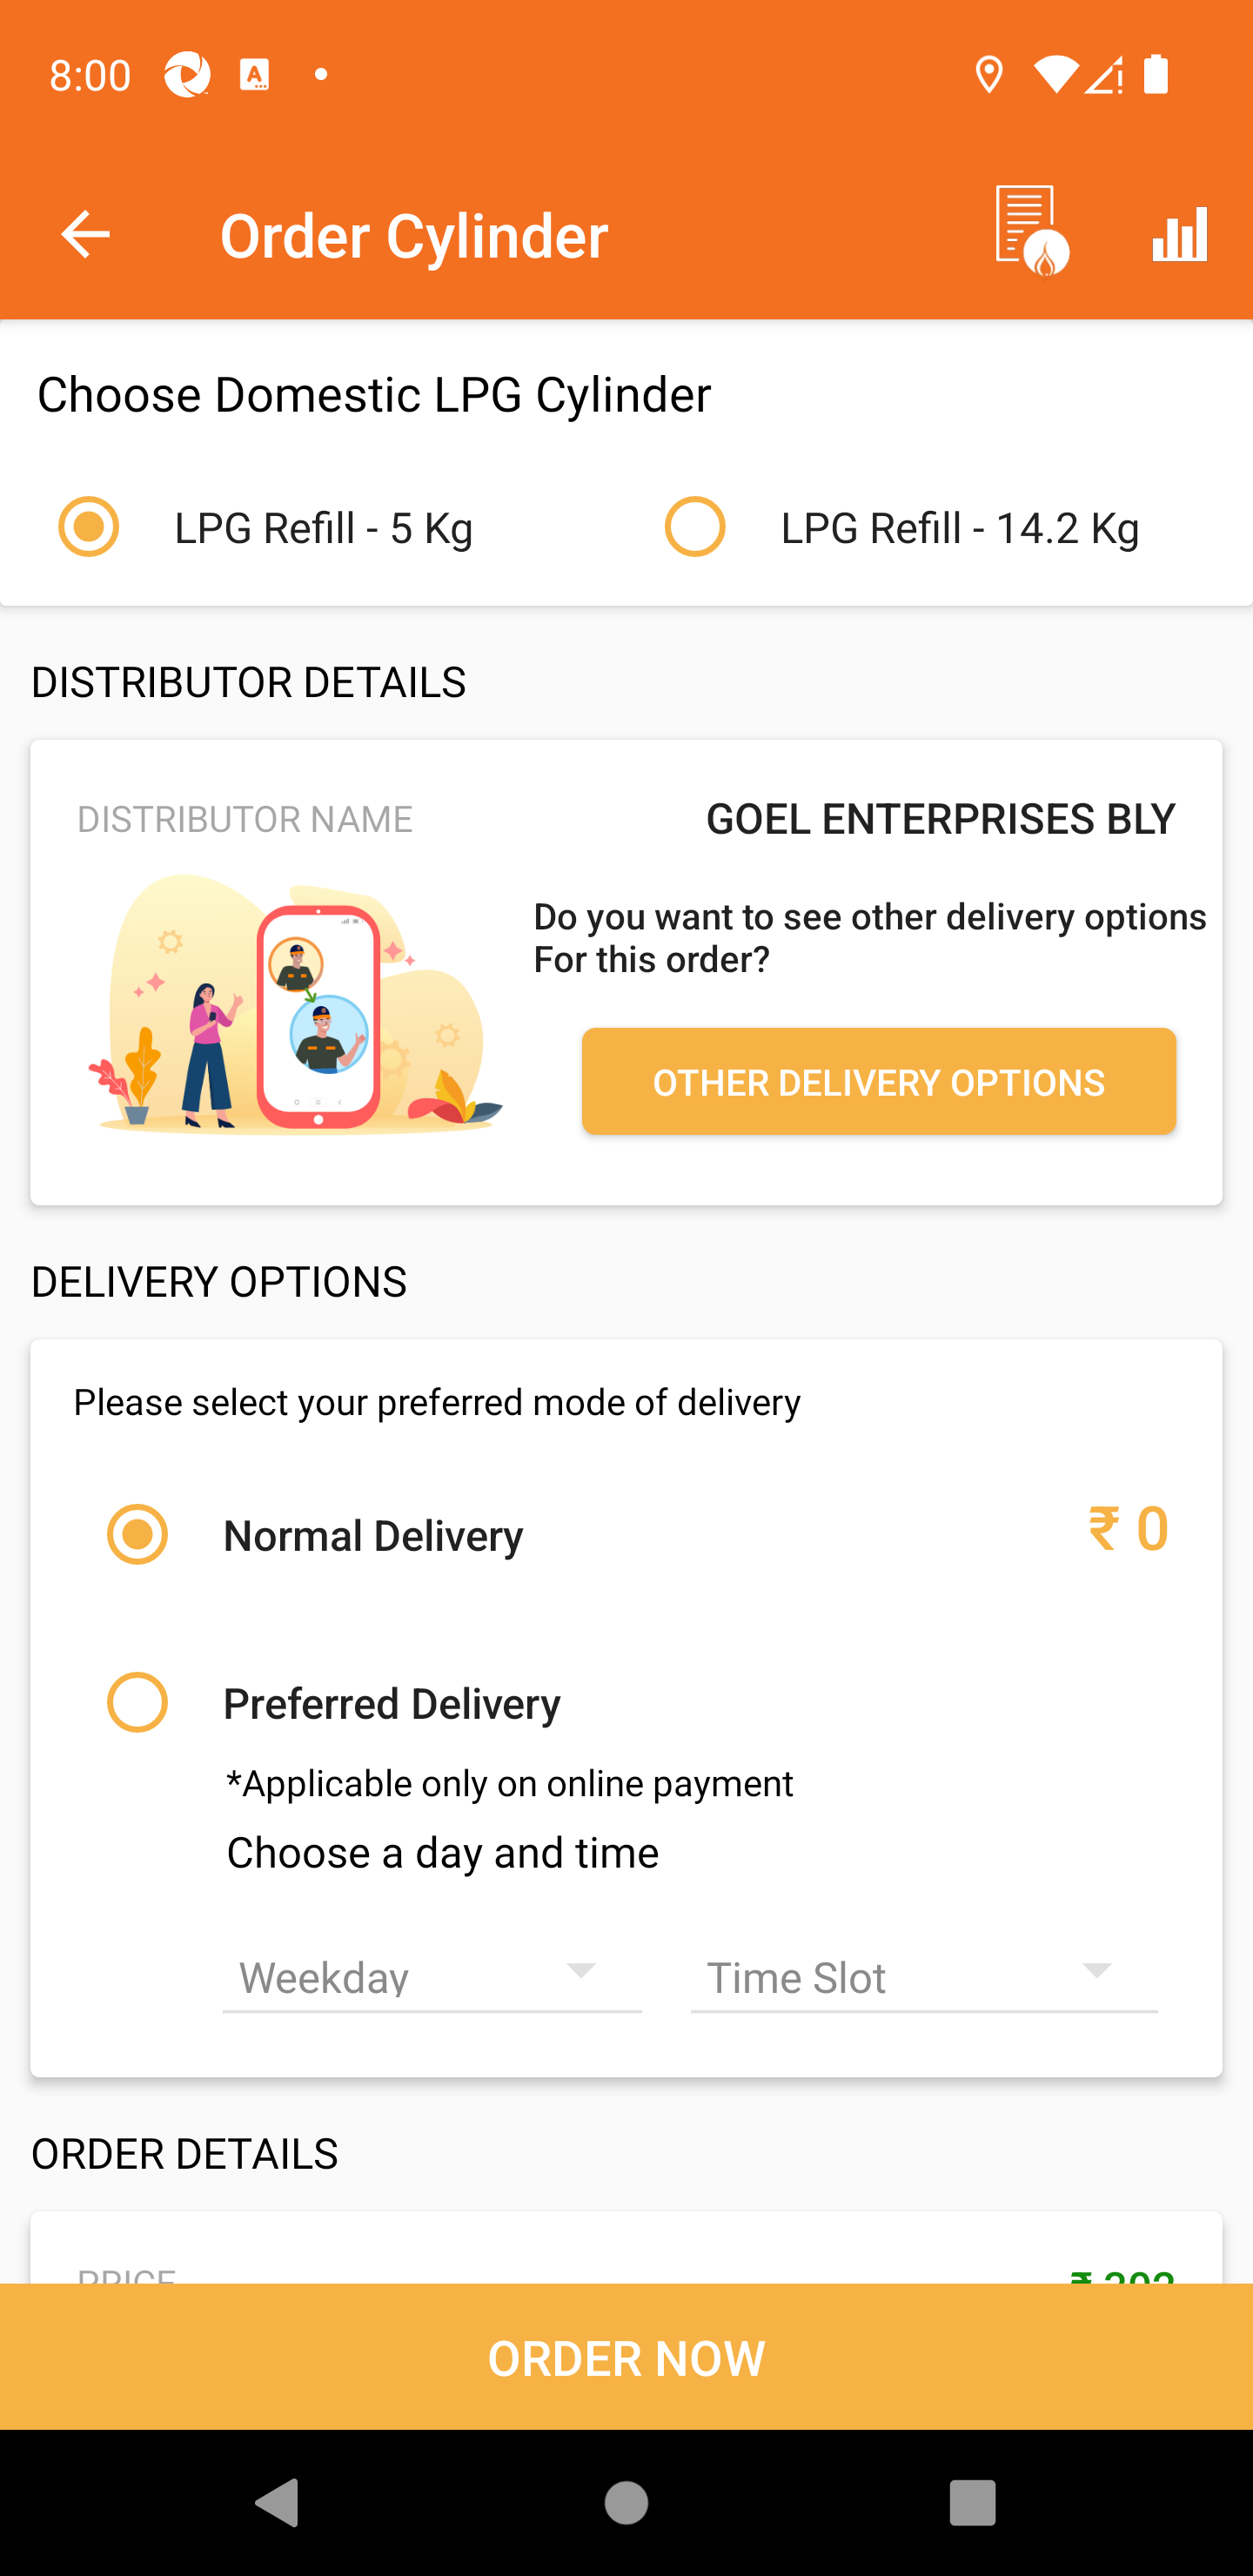 8:00
Order Cylinder
Choose Domestic LPG Cylinder
LPG Refill - 5 Kg
LPG Refill - 14.2 Kg
DISTRIBUTOR DETAILS
DISTRIBUTOR NAME
GOEL ENTERPRISES BLY
Do you want to see other delivery options
For this order?
OTHER DELIVERY OPTIONS
DELIVERY OPTIONS
Please select your preferred mode of delivery
Normal Delivery
₹ 0
Preferred Delivery
*Applicable only on online payment
Choose a day and time
Weekday
Time Slot
ORDER DETAILS
PRICE
ORDER NOW